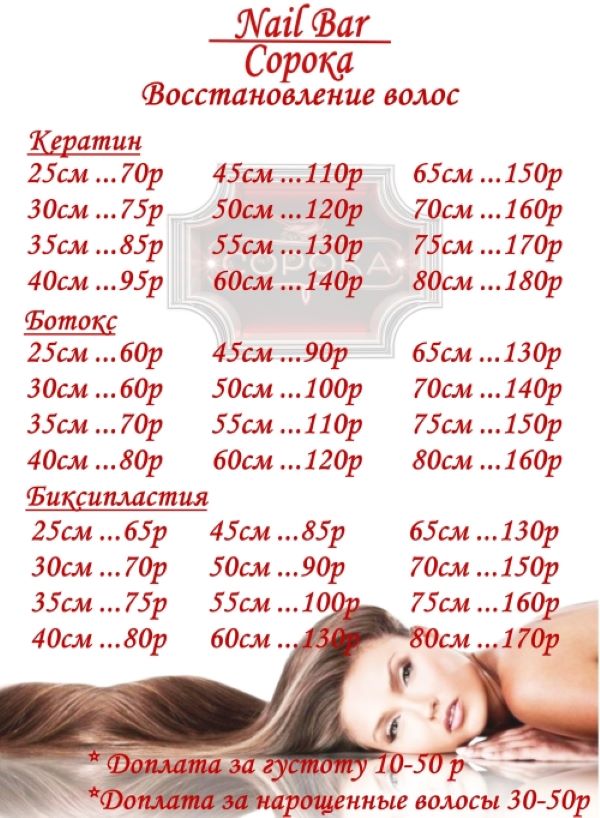 Nail Bar
Сорока
Восстановление волос
Кератин
25см ...70р 45см ...110р 65см ...150р
30см ...75р 50см ...120р 70см ...160р
35см ...85р 55см ...130р 75см ...170р
40см ...95р 60см ...140р 80см ...180р
СОРОКА
Ботокс
25см ...60р 45см ...90р 65см ...130р
30см ...60р 50см ...100р 70см ...140р
35см ...70р 55см ...110р 75см ...150р
40см ...80р 60см ...120р 80см ...160р
Биксипластия
25см ...65р 45см ...85р 65см ...130р
30см ...70р 50см ...90р 70см ...150р
35см ...75р 55см ...100р 75см ...160р
40см ...80р 60см ...130р 80см ...170р
* Доплата за густоту 10-50 р
*Доплата за нарощенные волосы 30-50р